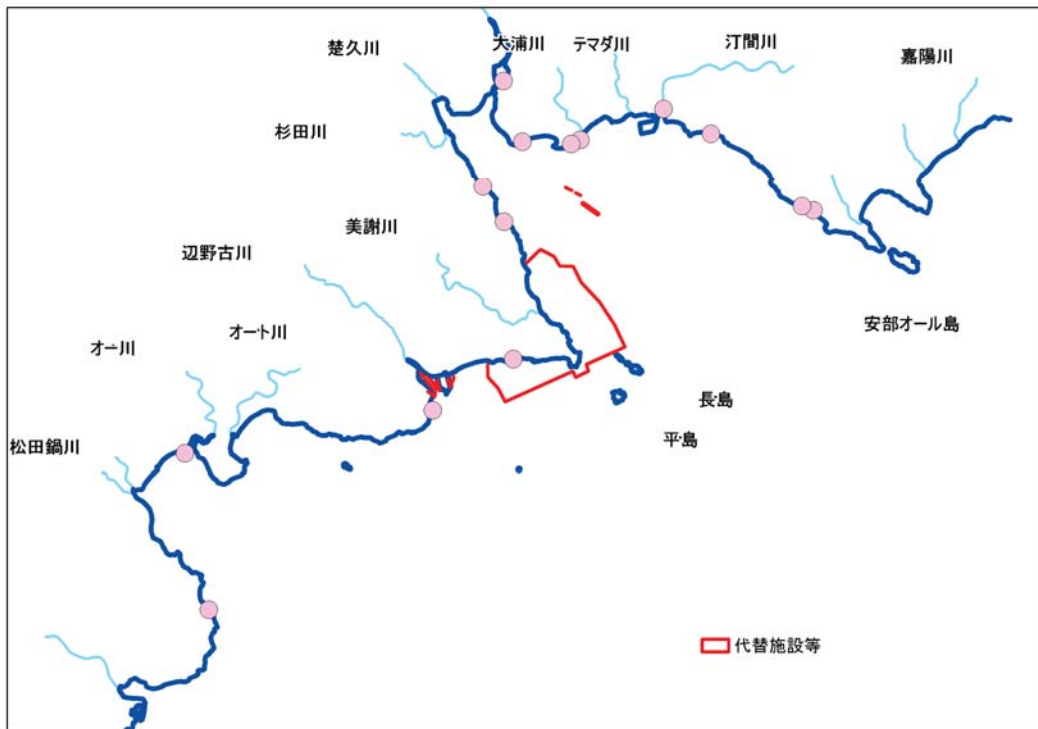 楚久川
大浦川
テマダ川
汀間川
嘉陽川
杉田川
美謝川
辺野古川
オー川
オート川
安部オール島
長島
平島
松田鍋川
代替施設等